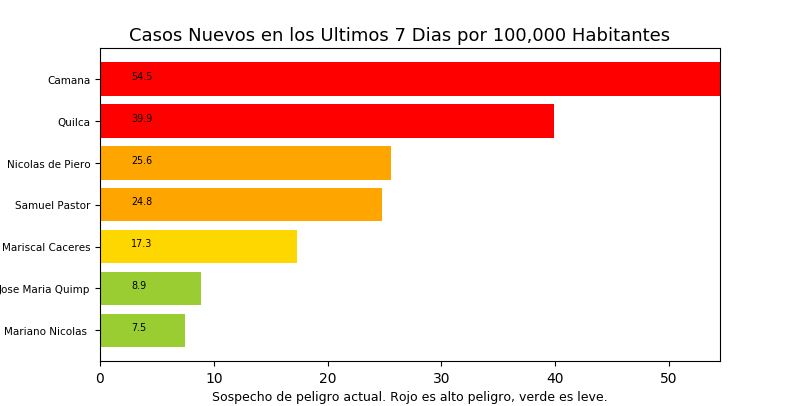 Casos Nuevos en los Ultimos 7 Dias por 100,000 Habitantes
Camana 54.5
Quilca 39.9
Nicolas de Piero 25.6
Samuel Pastor 24.8
Mariscal Caceres 17.3
Jose Maria Quimp 8.9
Mariano Nicolas 7.5
0 10 20 30 40 50
Sospecho de peligro actual. Rojo es alto peligro, verde es leve.